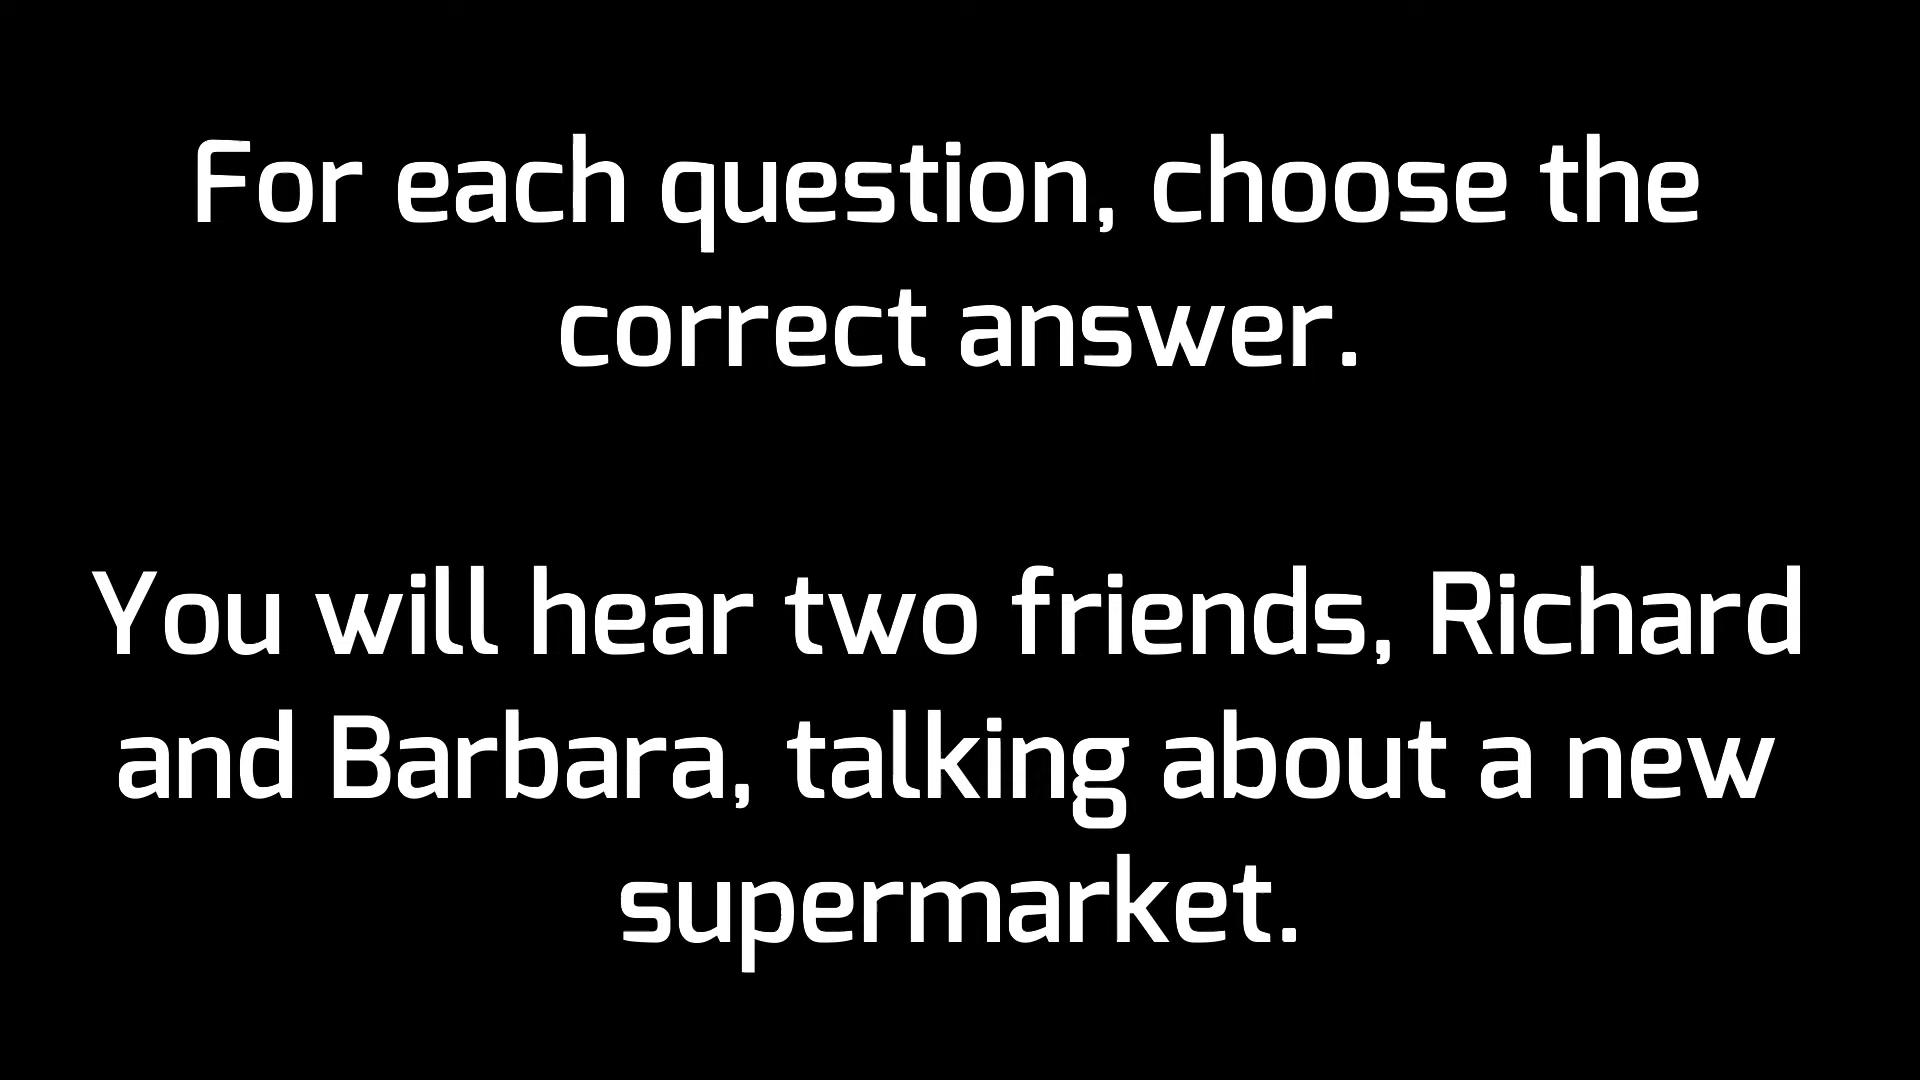 For each question, choose the
correct answer.
You will hear two friends, Richard
and Barbara, talking about a new
supermarket.